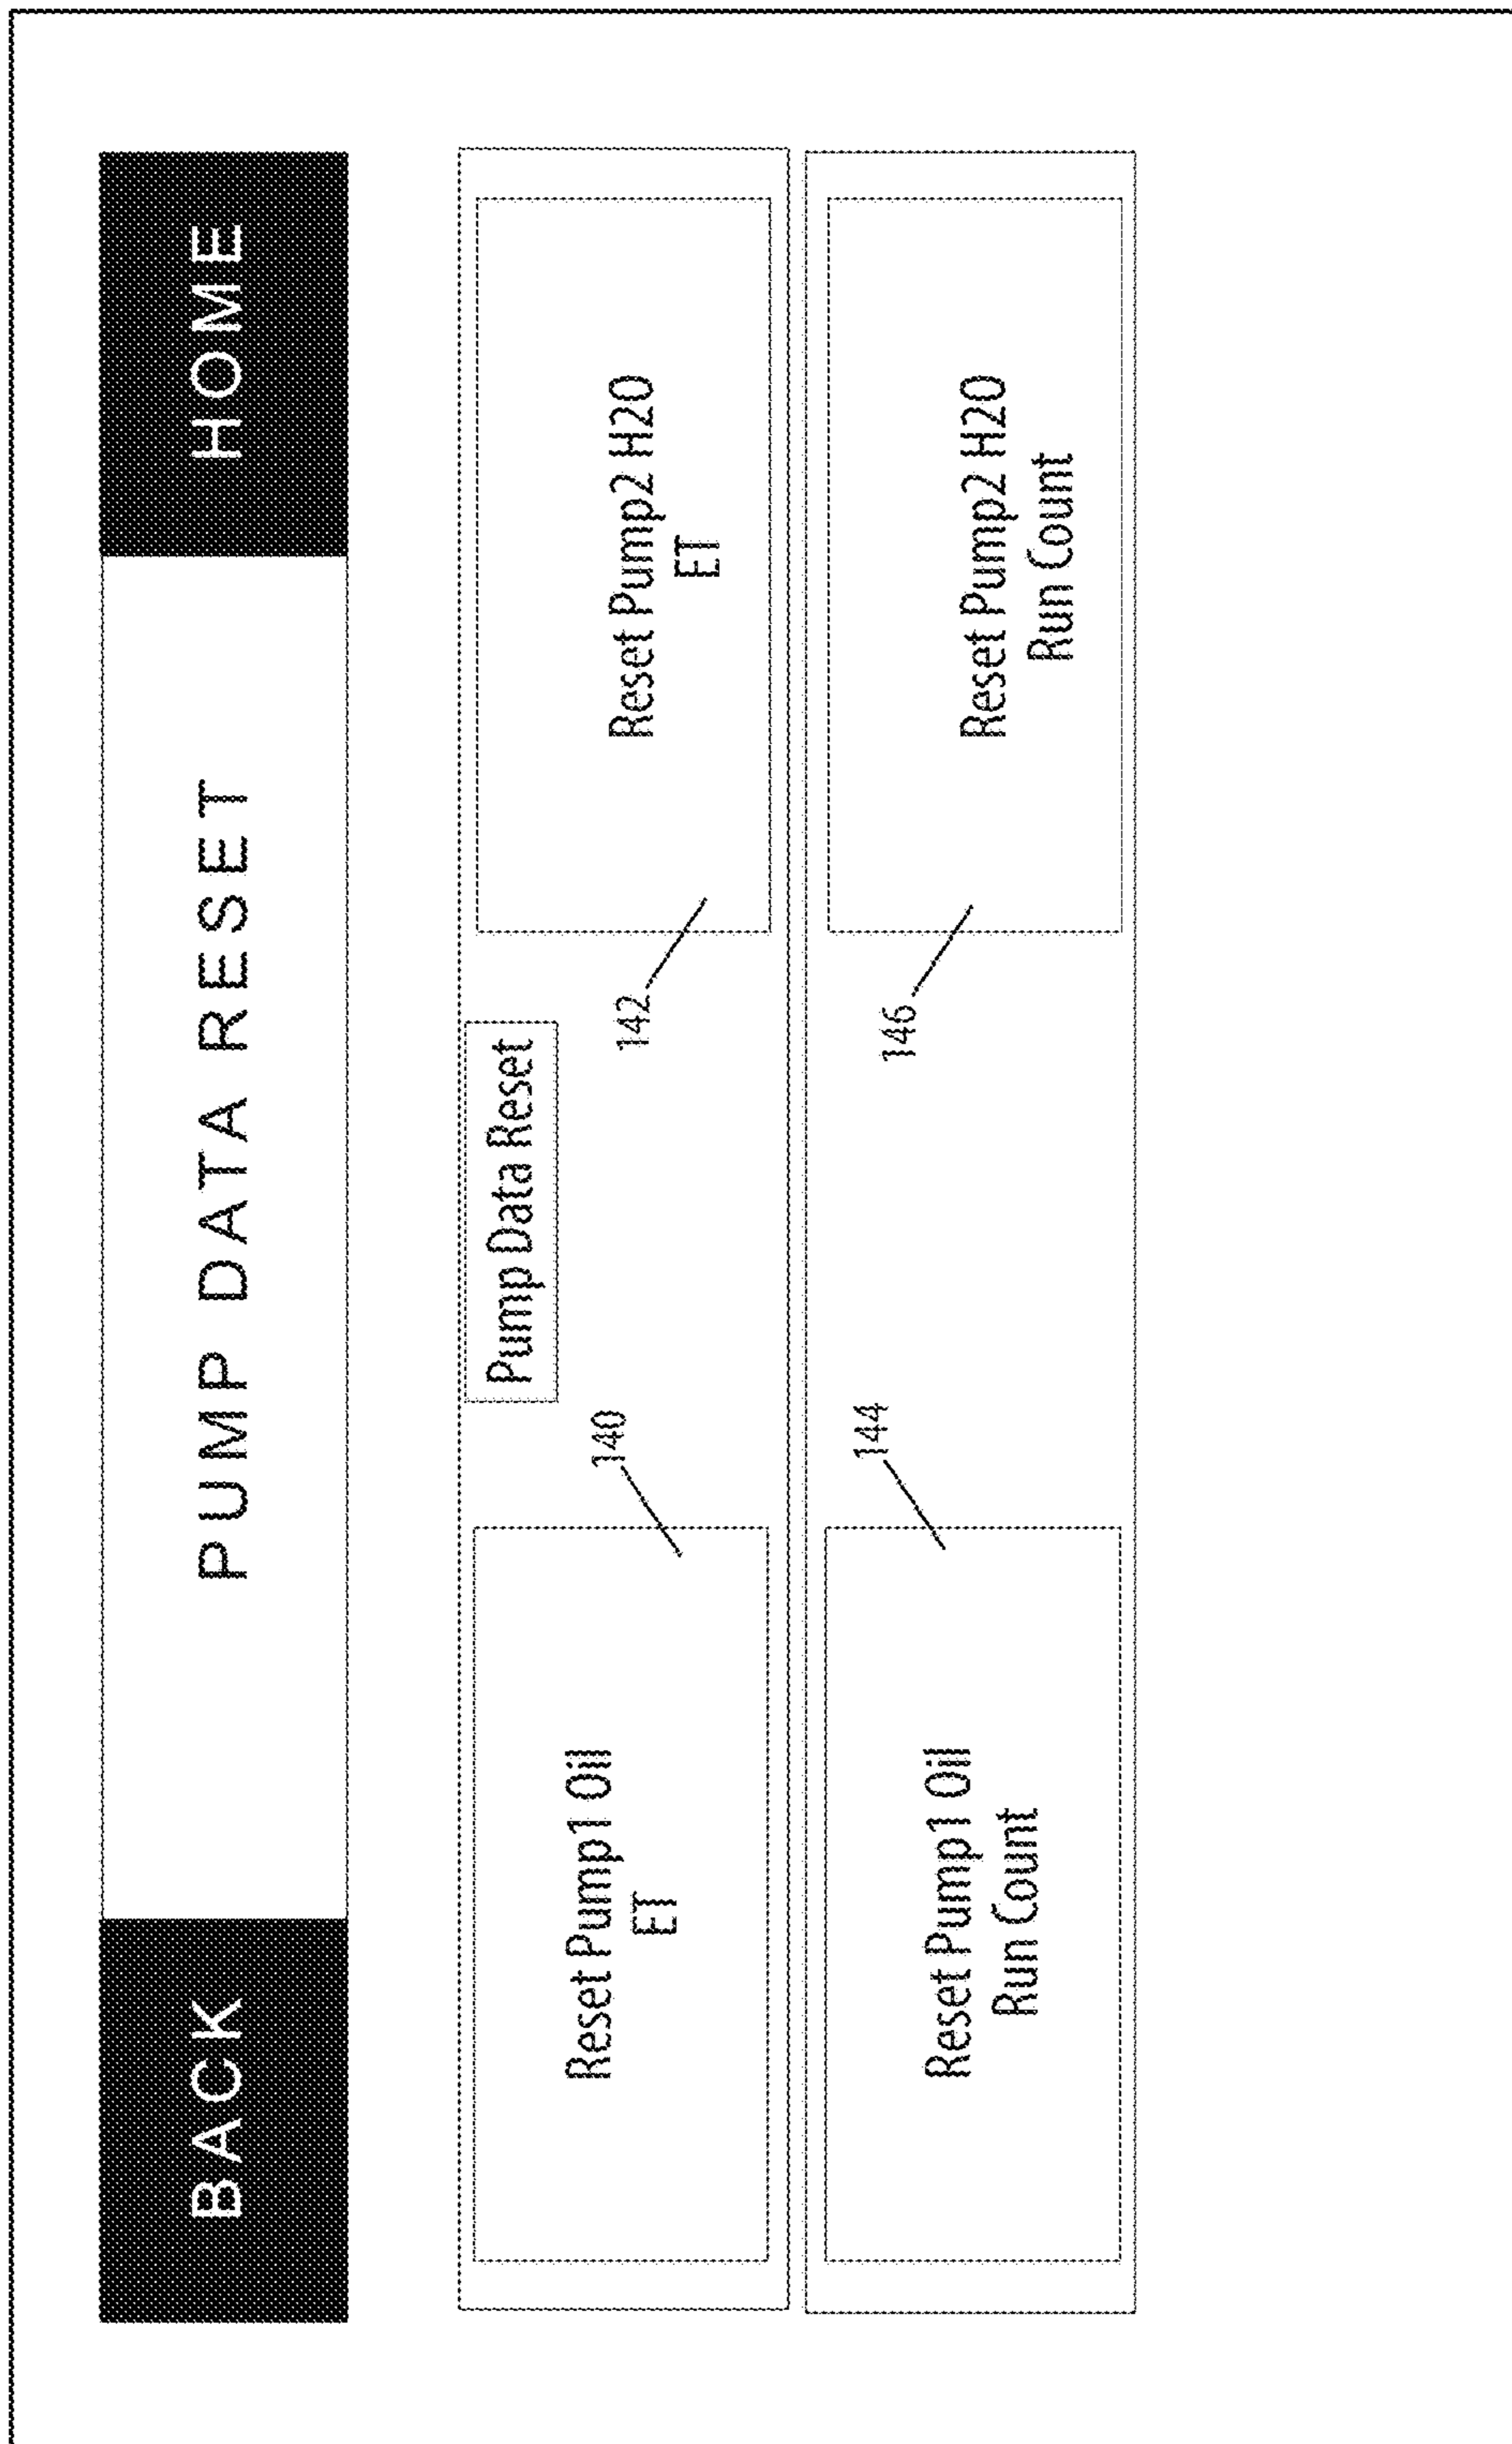 BACK
PUMP DATA RESET
HOME
Pump Data Reset
Reset Pump1 Oil
ET
140
142
Reset Pump2 H20
ET
Reset Pump1 Oil
Run Count
144
146
Reset Pump2 H20
Run Count